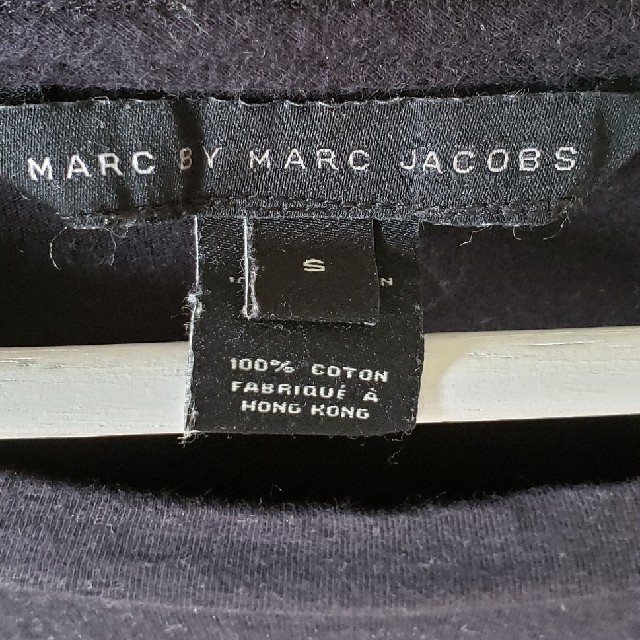 MARC BY MARC JACOBS
S
100% COTON
FABRIQUÉ À
HONG KONG